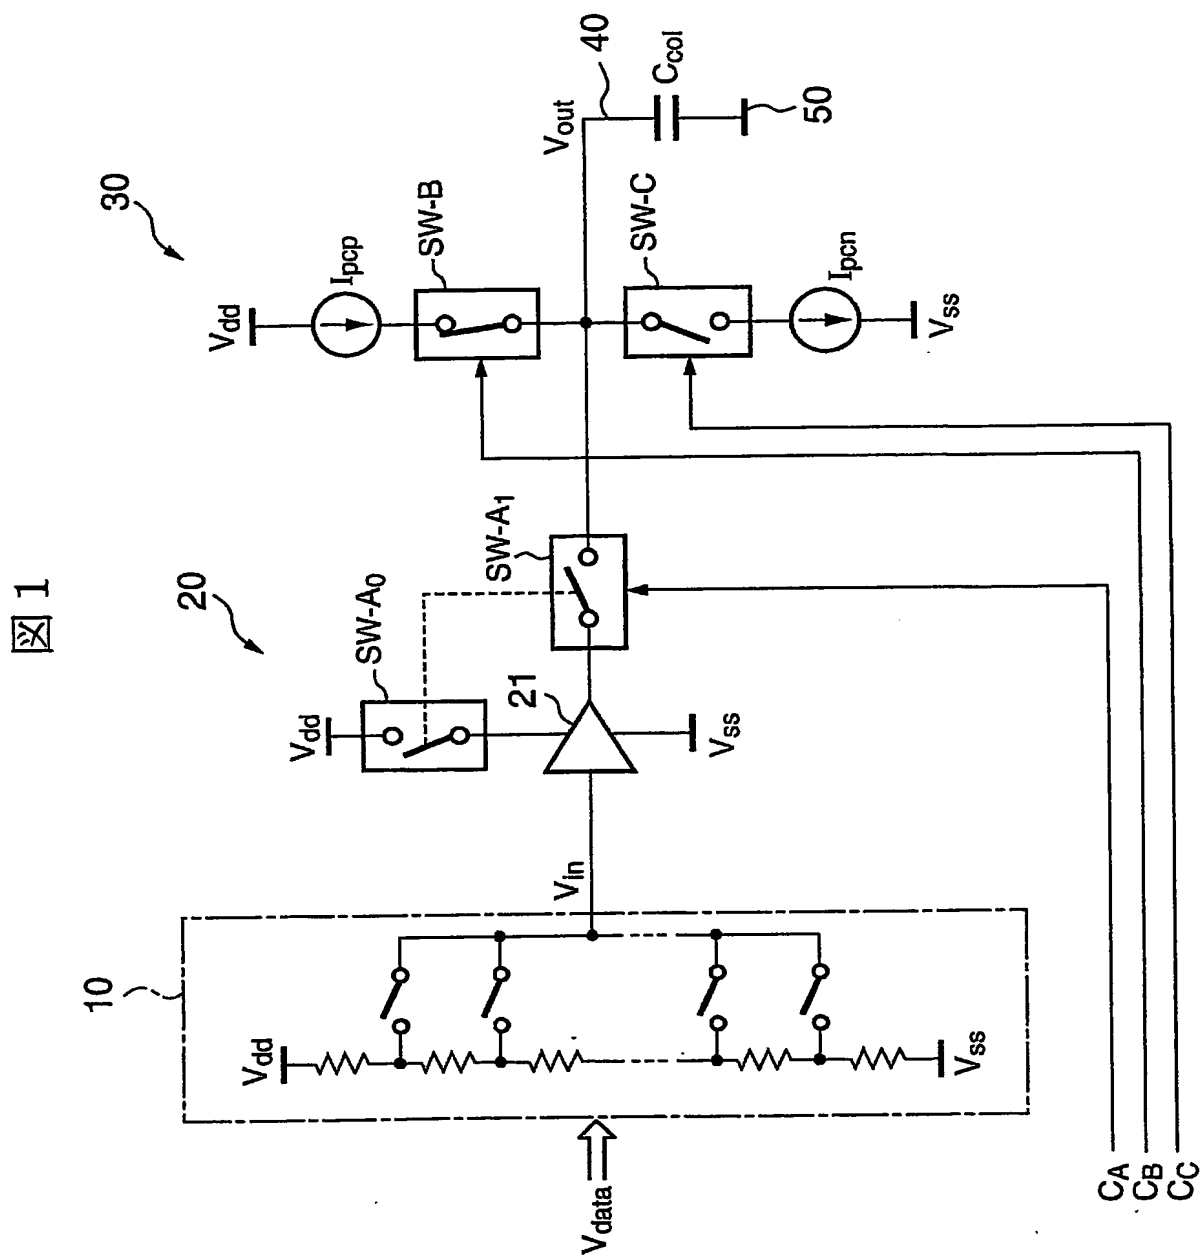 図1
10
Vdd
Vss
Vdata
Vin
20
Vdd
SW-A0
21
Vss
SW-A1
30
Vdd
Ipcp
SW-B
SW-C
Ipcn
Vss
Vout
40
Ccol
50
CA
CB
CC